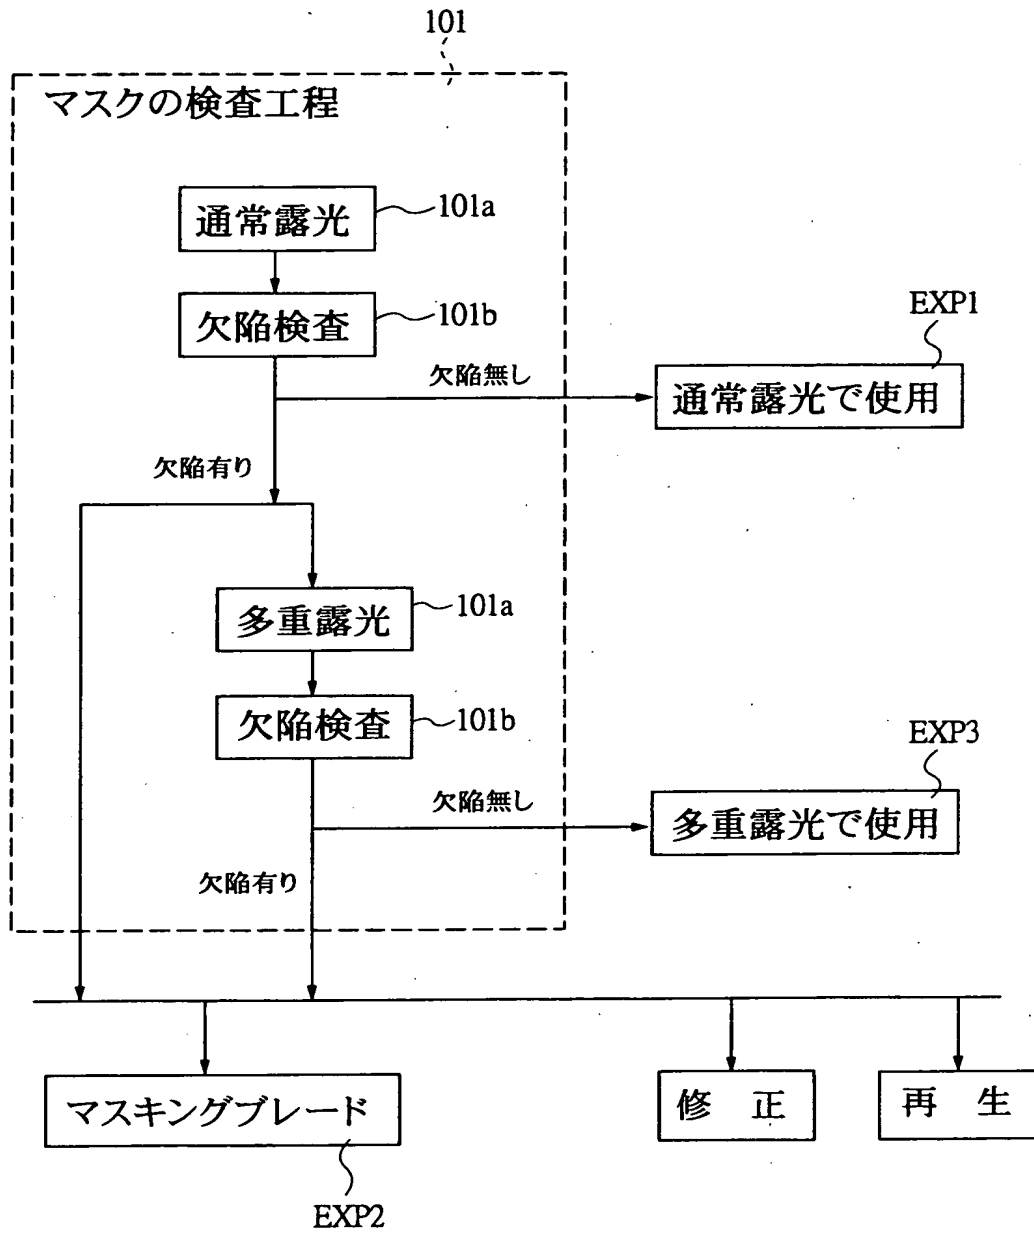 101
マスクの検査工程
通常露光
101a
欠陥検査
101b
EXP1
欠陥無し
通常露光で使用
欠陥有り
多重露光
101a
欠陥検査
101b
EXP3
欠陥無し
多重露光で使用
欠陥有り
マスキングブレード
修 正
再 生
EXP2